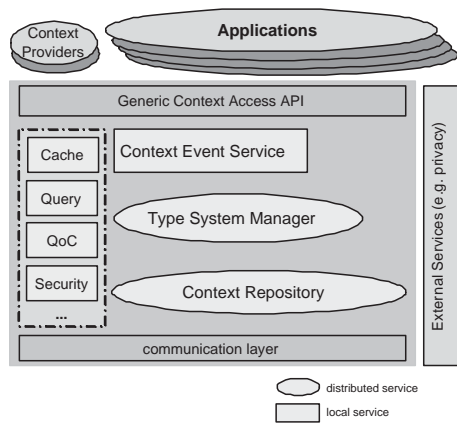 Context
Providers
Applications
Generic Context Access API
Cache
Context Event Service
Query
Type System Manager
QoC
Security
Context Repository
...
communication layer
External Services (e.g. privacy)
distributed service
local service